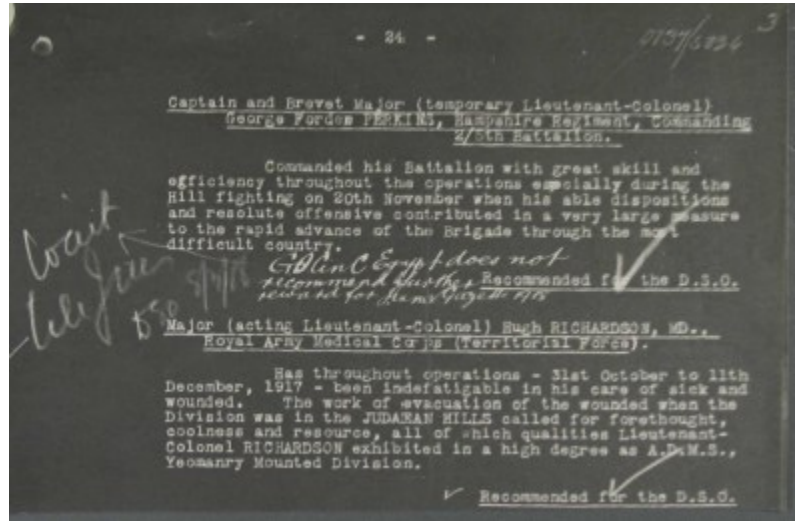 - 24 -
3
Captain and Brevet Major (temporary Lieutenant-Colonel)
George Fordes PERKINS, Hampshire Regiment, Commanding
2/5th Battalion.
Commanded his Battalion with great skill and
efficiency throughout the operations especially during the
Hill fighting on 20th November when his able dispositions
and resolute offensive contributed in a very large measure
to the rapid advance of the Brigade through the most
difficult country.
GOC in C Egypt does not
recommend further
reward for
Recommended for the D.S.O.
DSO
Major (acting Lieutenant-Colonel) Hugh RICHARDSON, MD.,
Royal Army Medical Corps (Territorial Force).
Has throughout operations - 31st October to 11th
December, 1917 - been indefatigable in his care of sick and
wounded. The work of evacuation of the wounded when the
Division was in the JUDAEAN HILLS called for forethought,
coolness and resource, all of which qualities Lieutenant-
Colonel RICHARDSON exhibited in a high degree as A.D.M.S.,
Yeomanry Mounted Division.
Recommended for the D.S.O.